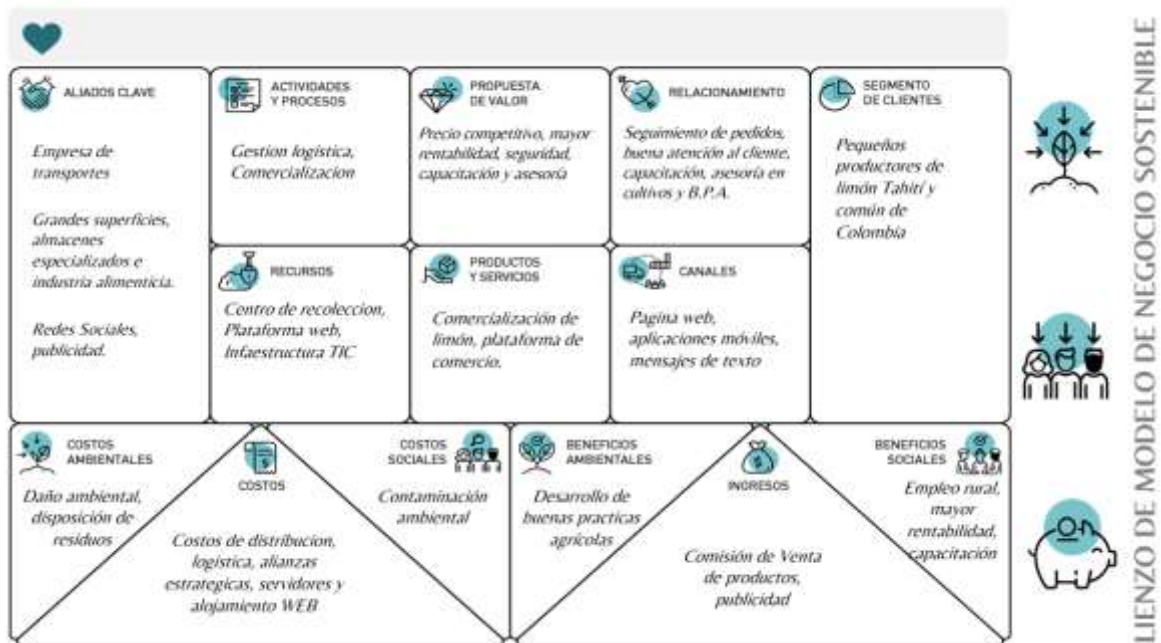 ALIADOS CLAVE
Empresa de
transportes
Grandes superficies,
almacenes
especializados e
industria alimenticia.
Redes Sociales,
publicidad.
ACTIVIDADES
Y PROCESOS
Gestion logística,
Comercializacion
RECURSOS
Centro de recoleccion,
Plataforma web,
Infaestructura TIC
PROPUESTA
DE VALOR
Precio competitivo, mayor
rentabilidad, seguridad,
capacitación y asesoría
PRODUCTOS
Y SERVICIOS
Comercialización de
limón, plataforma de
comercio.
RELACIONAMIENTO
Seguimiento de pedidos,
buena atención al cliente,
capacitación, asesoría en
cultivos y B.P.A.
CANALES
Pagina web,
aplicaciones móviles,
mensajes de texto
SEGMENTO
DE CLIENTES
Pequeños
productores de
limón Tahití y
común de
Colombia
COSTOS
AMBIENTALES
Daño ambiental,
disposición de
residuos
COSTOS
Costos de distribucion,
logística, alianzas
estrategicas, servidores y
alojamiento WEB
COSTOS
SOCIALES
Contaminación
ambiental
BENEFICIOS
AMBIENTALES
Desarrollo de
buenas practicas
agrícolas
INGRESOS
Comisión de Venta
de productos,
publicidad
BENEFICIOS
SOCIALES
Empleo rural,
mayor
rentabilidad,
capacitación
LIENZO DE MODELO DE NEGOCIO SOSTENIBLE